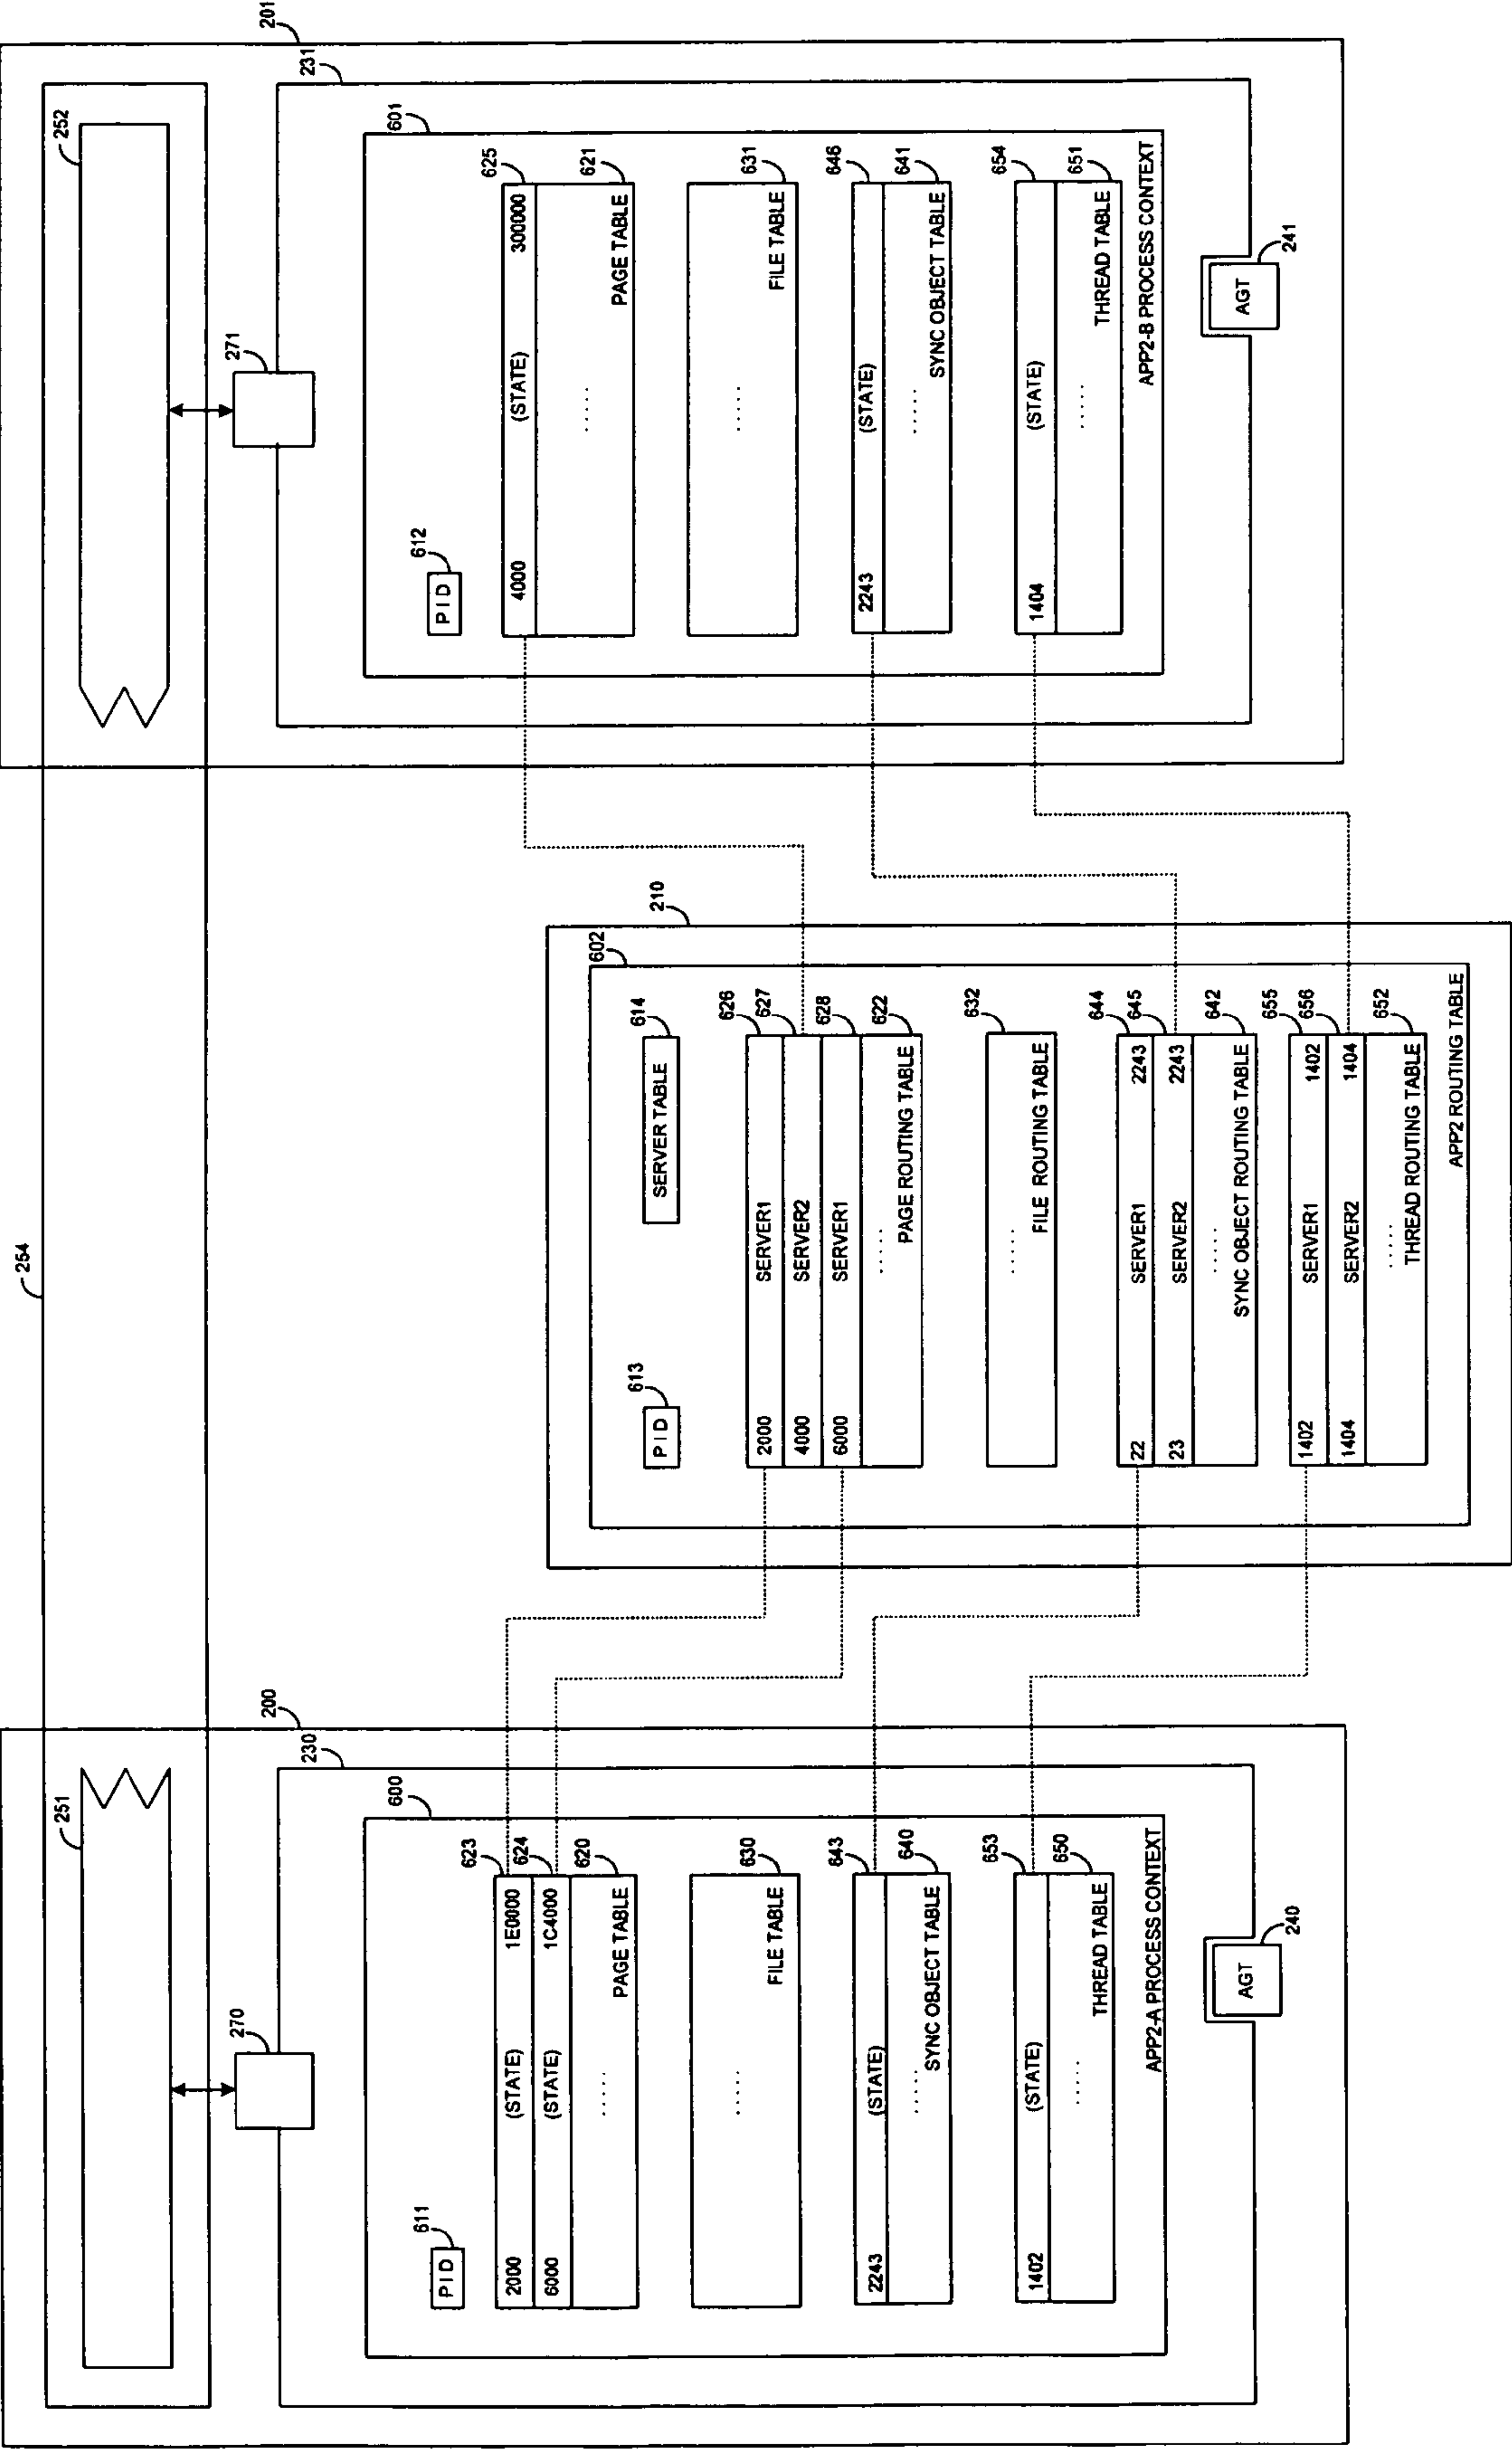 254
200
251
270
230
600
611 PID
2000 (STATE) 1E0000 623
6000 (STATE) 1C4000 624
..... PAGE TABLE 620
..... FILE TABLE 630
2243 (STATE) 643
..... SYNC OBJECT TABLE 640
1402 (STATE) 653
..... THREAD TABLE 650
APP2-A PROCESS CONTEXT
AGT 240
210
602
613 PID
SERVER TABLE 614
2000 SERVER1 626
4000 SERVER2 627
6000 SERVER1 628
..... PAGE ROUTING TABLE 622
..... FILE ROUTING TABLE 632
22 SERVER1 2243 644
23 SERVER2 2243 645
..... SYNC OBJECT ROUTING TABLE 642
1402 SERVER1 1402 655
1404 SERVER2 1404 656
..... THREAD ROUTING TABLE 652
APP2 ROUTING TABLE
201
252
271
231
601
612 PID
4000 (STATE) 300000 625
..... PAGE TABLE 621
..... FILE TABLE 631
2243 (STATE) 646
..... SYNC OBJECT TABLE 641
1404 (STATE) 654
..... THREAD TABLE 651
APP2-B PROCESS CONTEXT
AGT 241